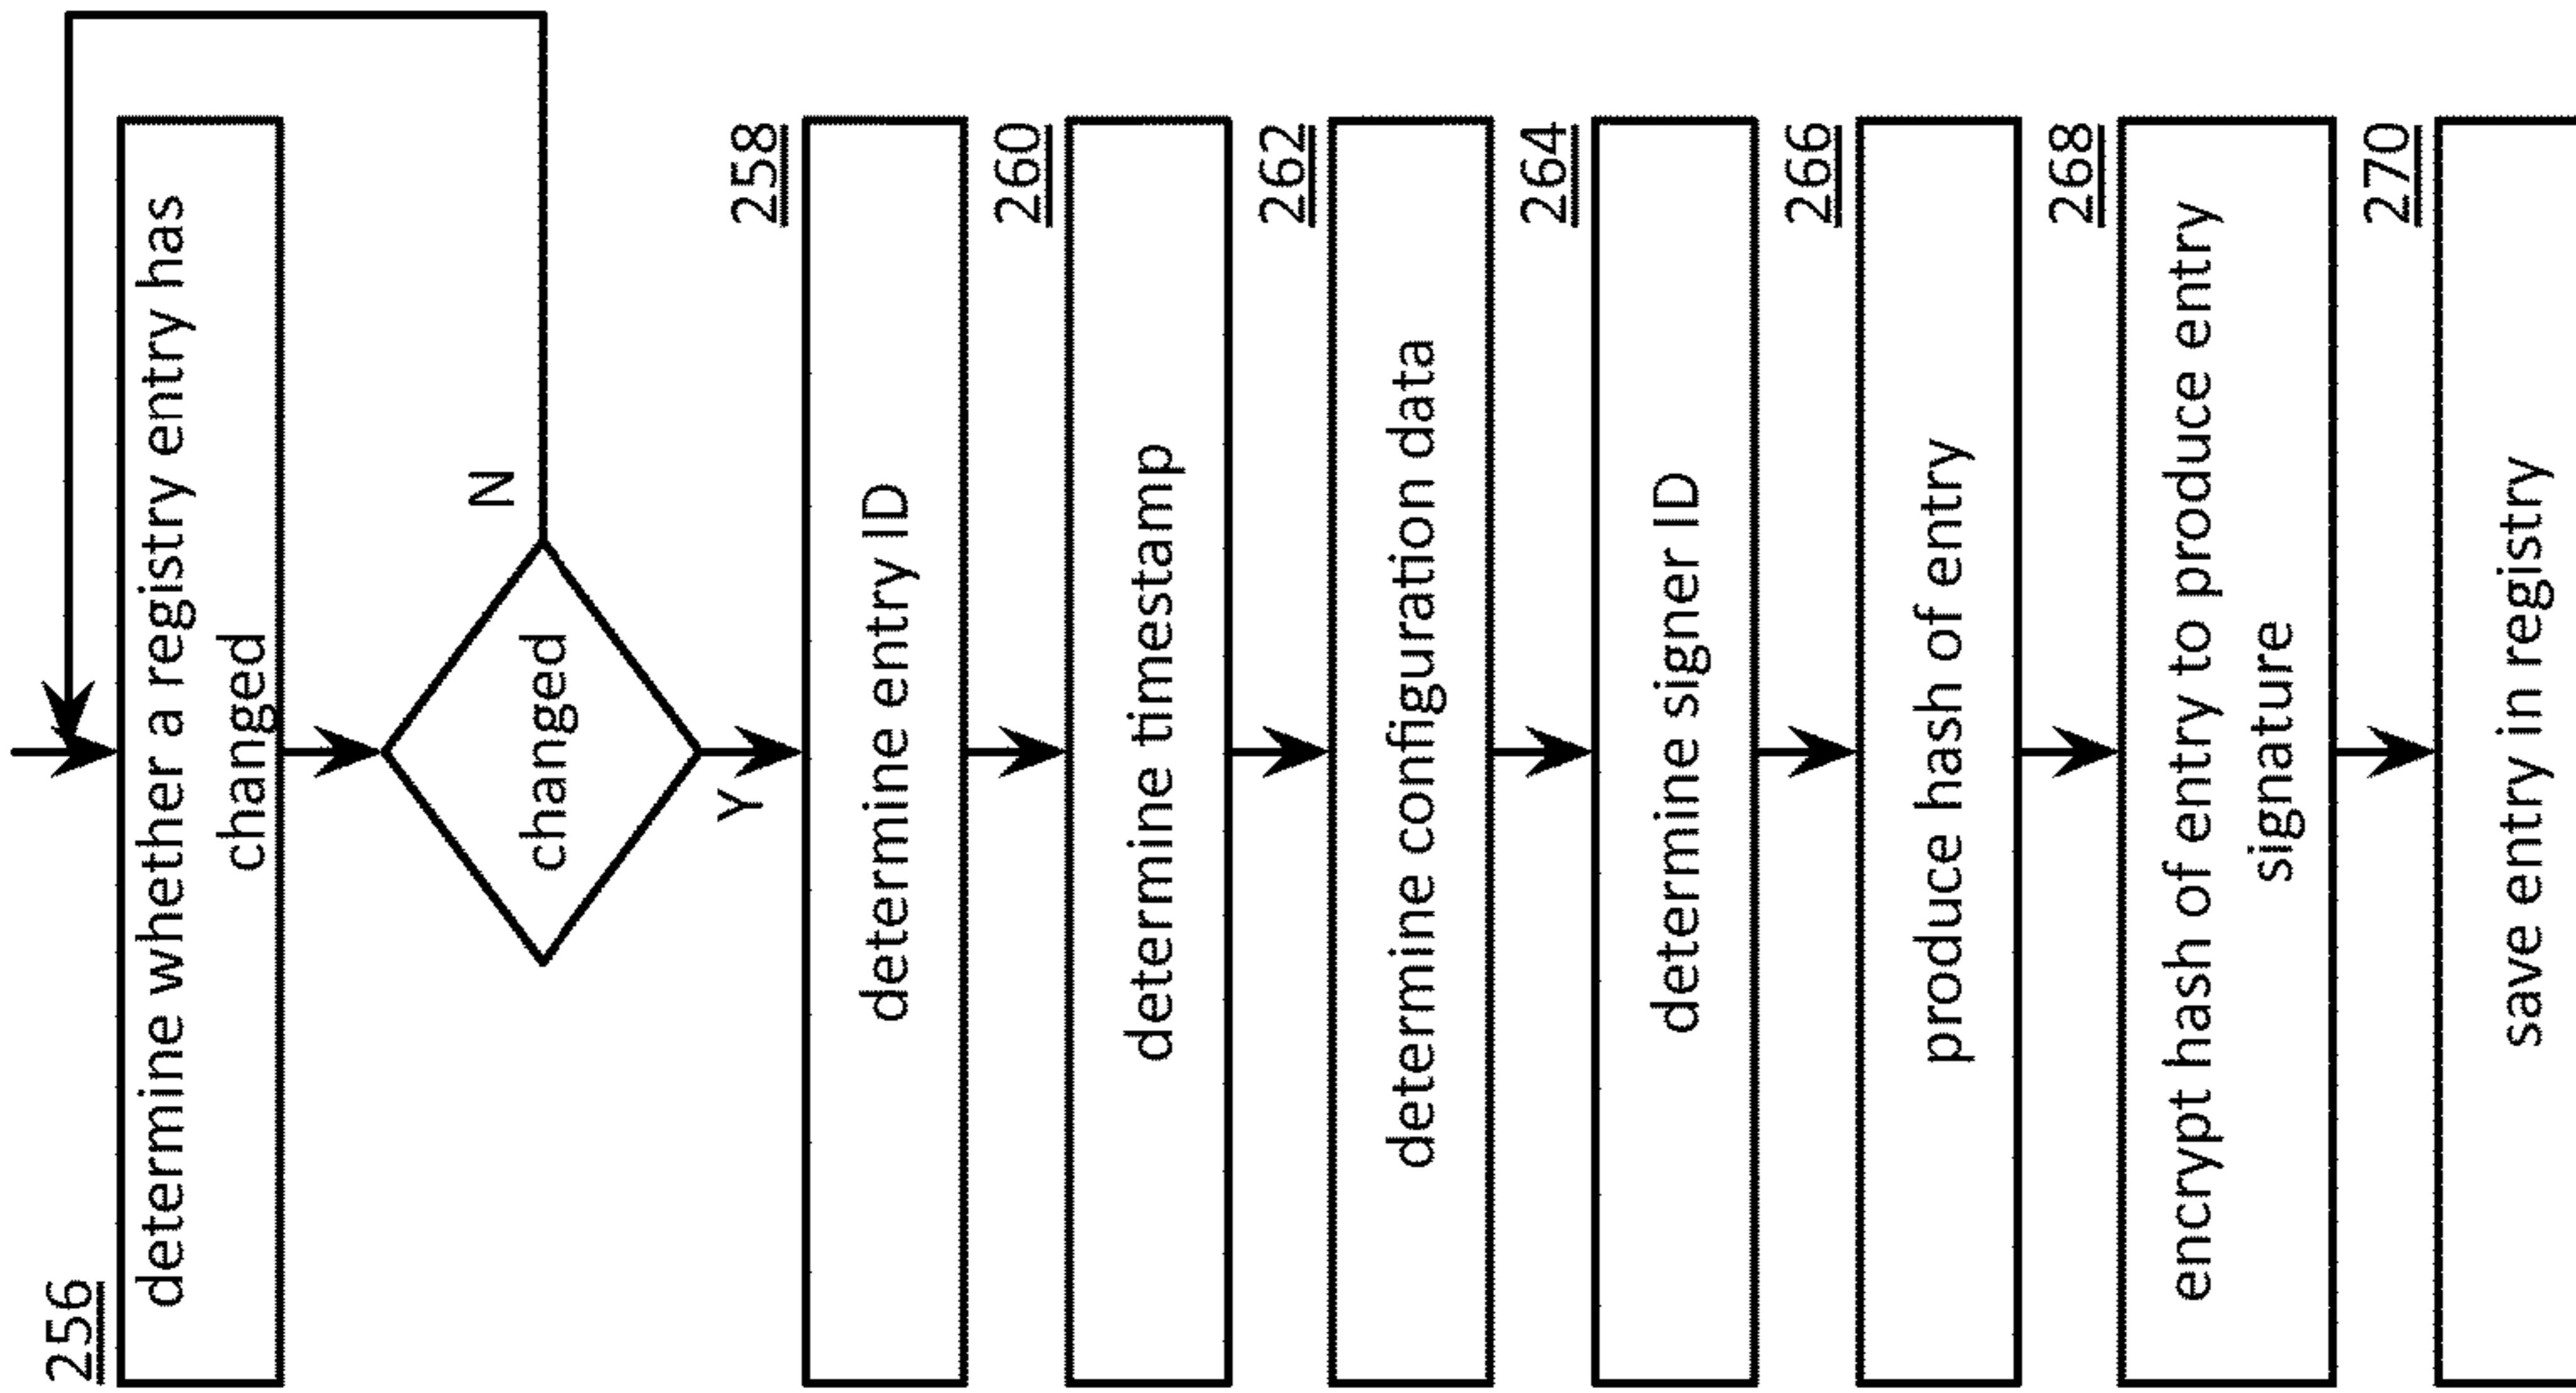 256
determine whether a registry entry has
changed
changed
N
Y
258
determine entry ID
260
determine timestamp
262
determine configuration data
264
determine signer ID
266
produce hash of entry
268
encrypt hash of entry to produce entry
signature
270
save entry in registry